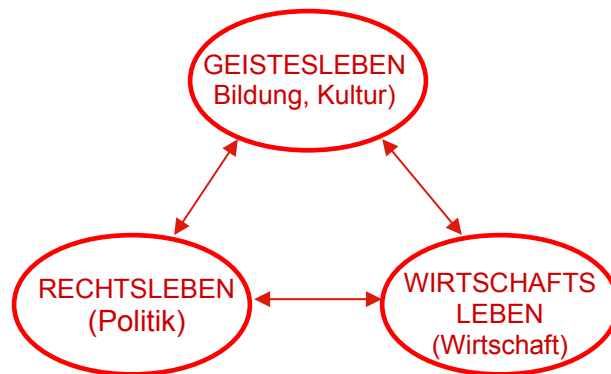 GEISTESLEBEN
Bildung, Kultur)
RECHTSLEBEN
(Politik)
WIRTSCHAFTS
LEBEN
(Wirtschaft)